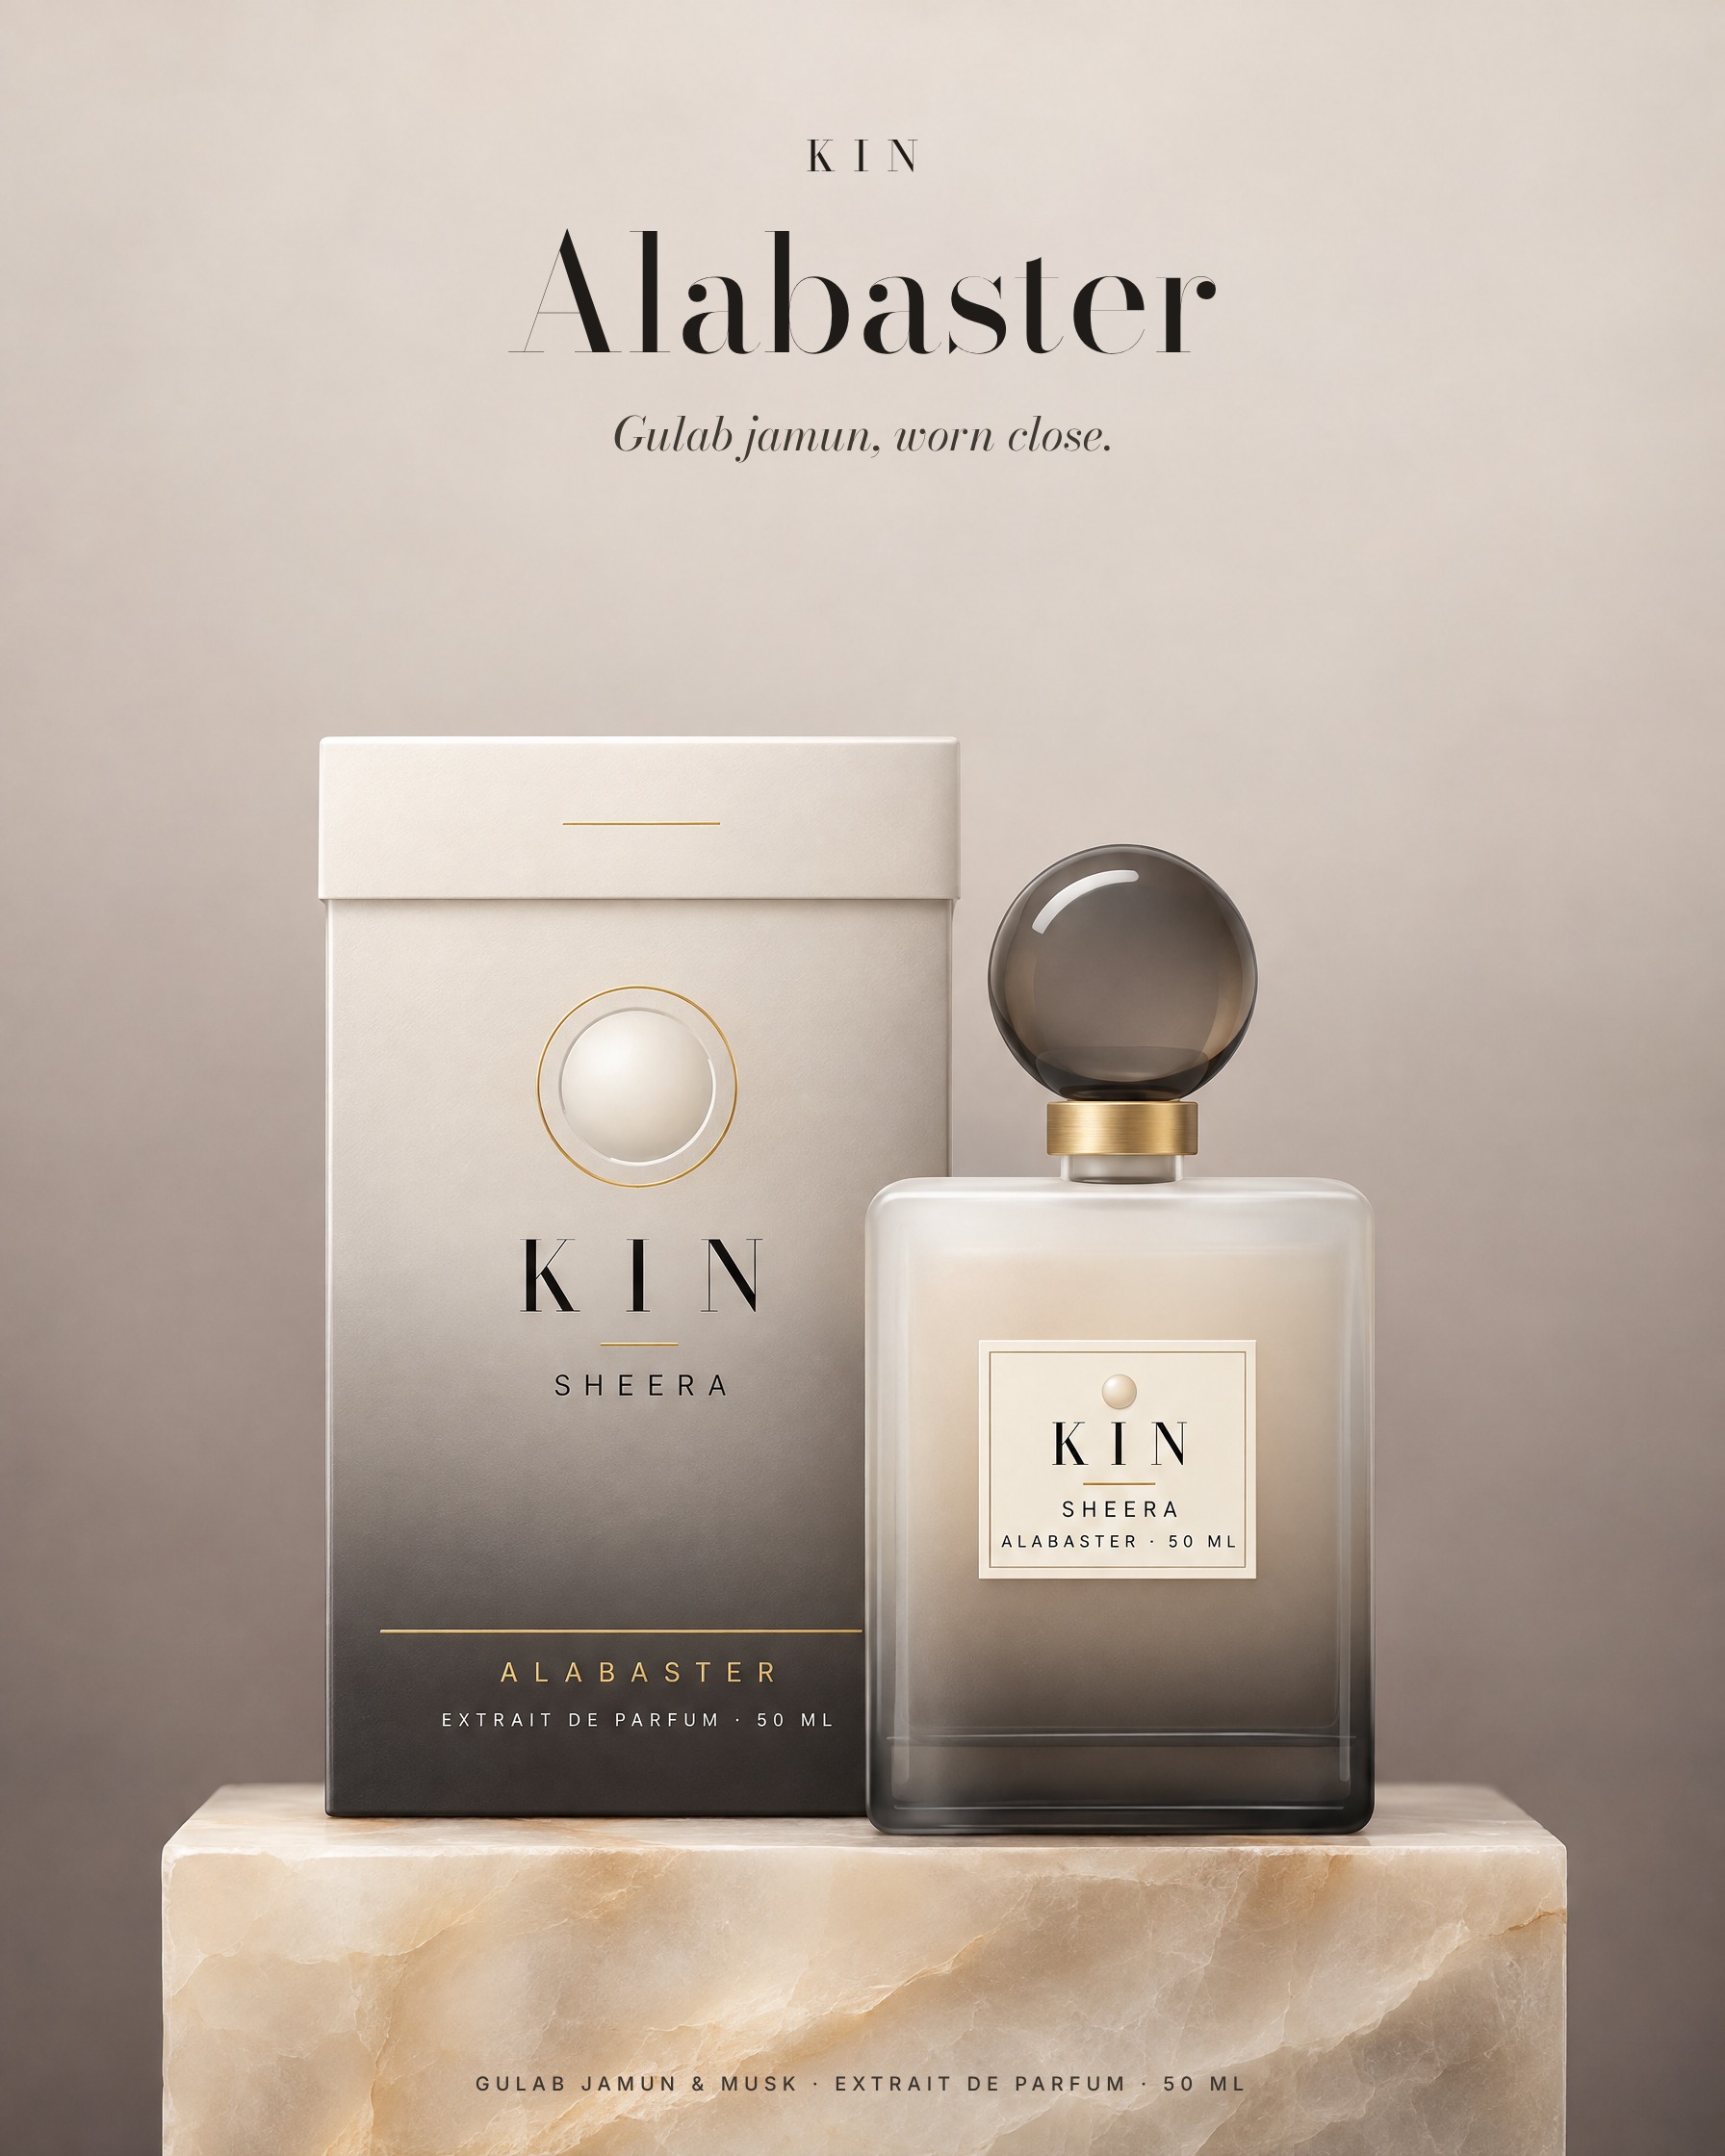 KIN
Alabaster
Gulab jamun, worn close.
KIN
SHEERA
ALABASTER
EXTRAIT DE PARFUM · 50 ML
KIN
SHEERA
ALABASTER · 50 ML
GULAB JAMUN & MUSK · EXTRAIT DE PARFUM · 50 ML